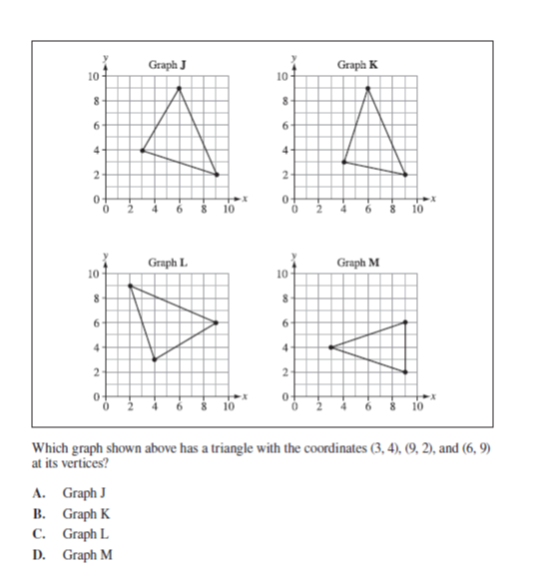 Graph J
y
10
8
6
4
2
0
0 2 4 6 8 10 x
Graph K
y
10
8
6
4
2
0
0 2 4 6 8 10 x
Graph L
y
10
8
6
4
2
0
0 2 4 6 8 10 x
Graph M
y
10
8
6
4
2
0
0 2 4 6 8 10 x
Which graph shown above has a triangle with the coordinates (3, 4), (9, 2), and (6, 9)
at its vertices?
A. Graph J
B. Graph K
C. Graph L
D. Graph M